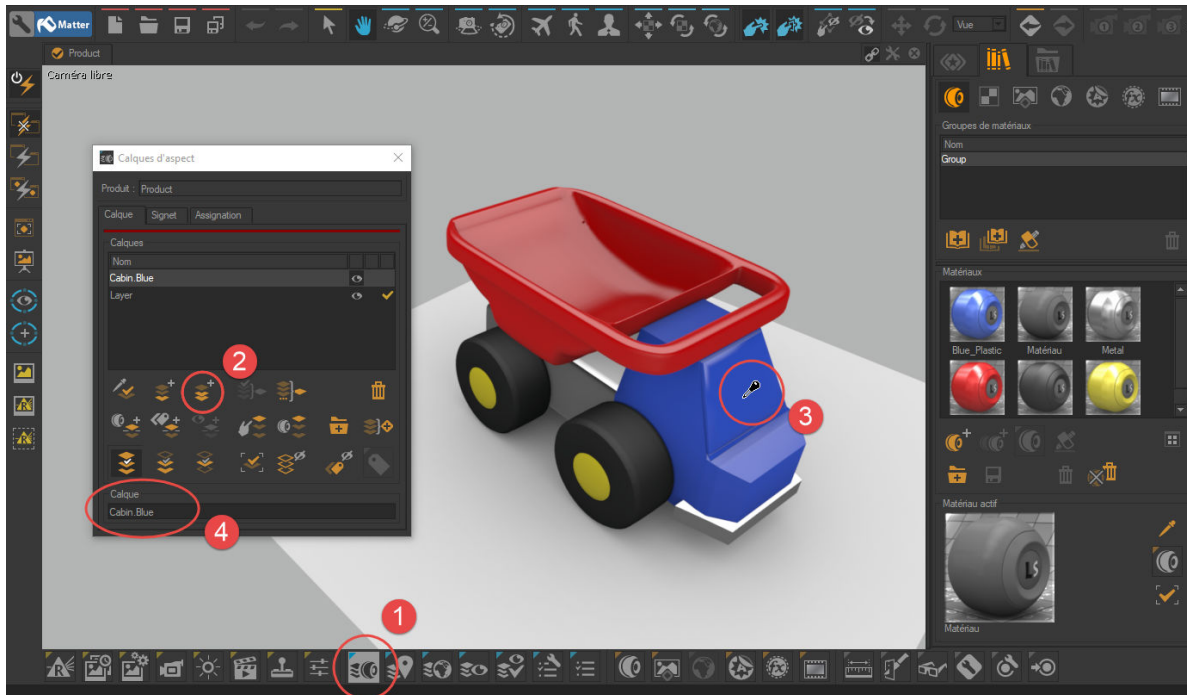 Matter
Vue
Product
Caméra libre
Calques d'aspect
Produit : Product
Calque Signet Assignation
Calques
Nom
Cabin.Blue
Layer
2
Calque
Cabin.Blue
4
3
1
Groupes de matériaux
Nom
Group
Matériaux
Blue_Plastic Matériau Metal
Matériau actif
LS
Matériau